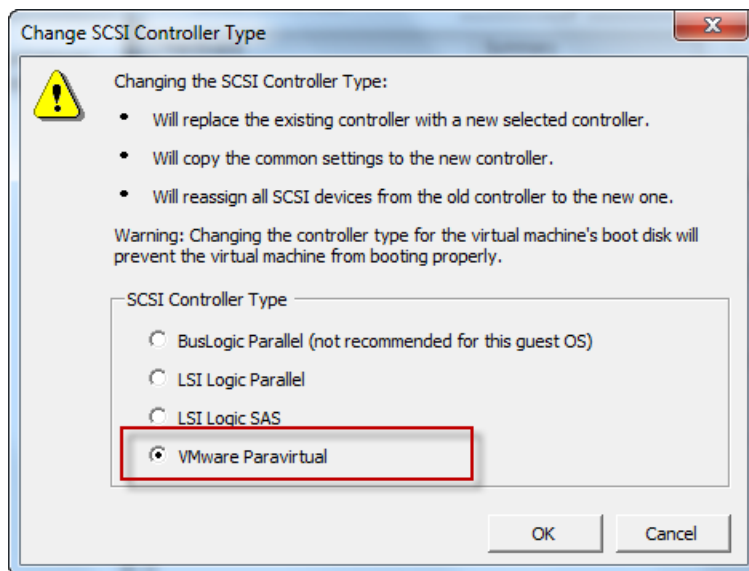 Change SCSI Controller Type
Changing the SCSI Controller Type:
• Will replace the existing controller with a new selected controller.
• Will copy the common settings to the new controller.
• Will reassign all SCSI devices from the old controller to the new one.
Warning: Changing the controller type for the virtual machine's boot disk will
prevent the virtual machine from booting properly.
SCSI Controller Type
BusLogic Parallel (not recommended for this guest OS)
LSI Logic Parallel
LSI Logic SAS
VMware Paravirtual
OK Cancel